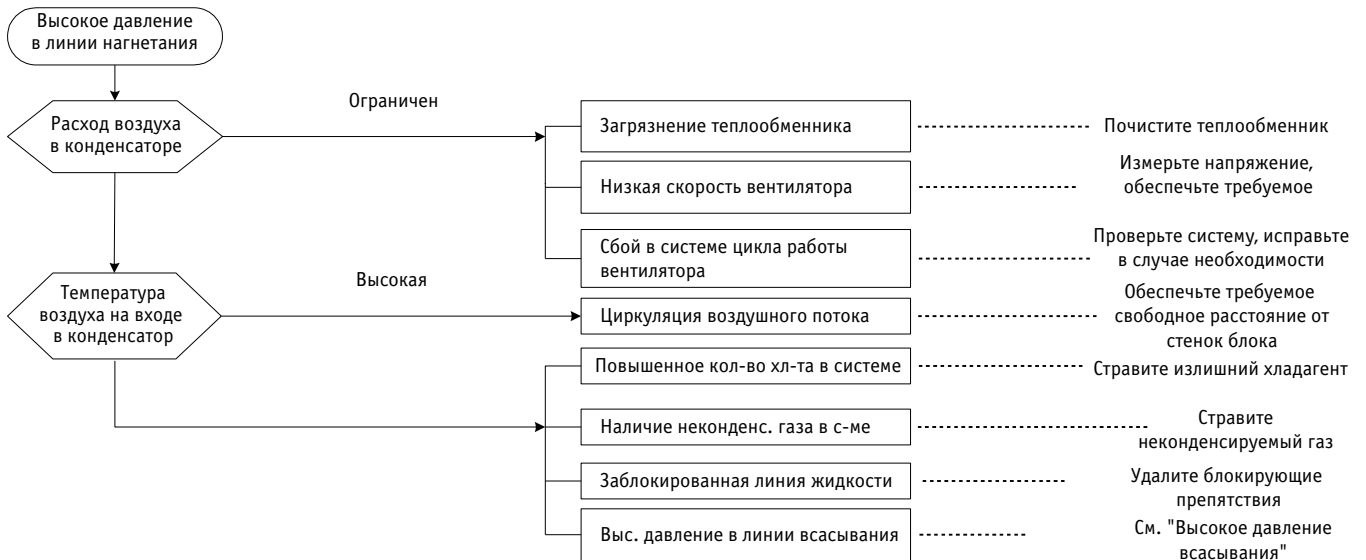 Высокое давление
в линии нагнетания
Ограничен
Расход воздуха
в конденсаторе
Загрязнение теплообменника
Почистите теплообменник
Низкая скорость вентилятора
Измерьте напряжение,
обеспечьте требуемое
Сбой в системе цикла работы
вентилятора
Проверьте систему, исправьте
в случае необходимости
Температура
воздуха на входе
в конденсатор
Высокая
Циркуляция воздушного потока
Обеспечьте требуемое
свободное расстояние от
стенок блока
Повышенное кол-во хл-та в системе
Стравите излишний хладагент
Наличие неконденс. газа в с-ме
Стравите
неконденсируемый газ
Заблокированная линия жидкости
Удалите блокирующие
препятствия
Выс. давление в линии всасывания
См. "Высокое давление
всасывания"